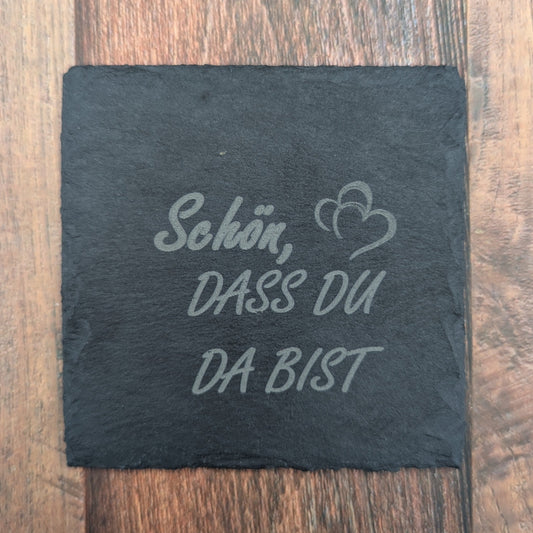 Schön,
DASS DU
DA BIST